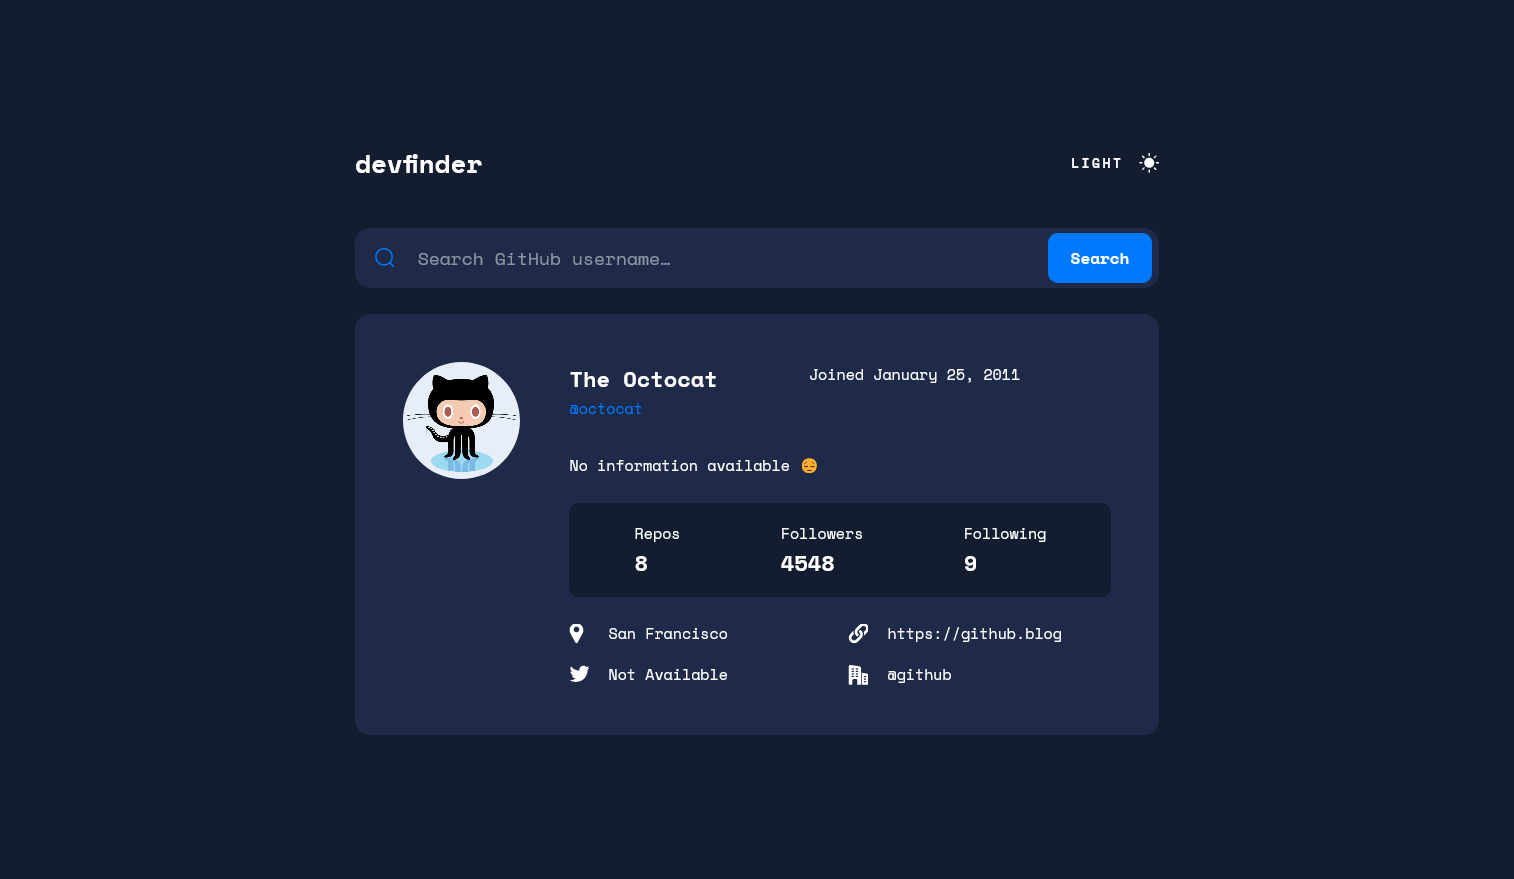 devfinder
LIGHT
Search GitHub username…
Search
The Octocat
Joined January 25, 2011
@octocat
No information available 😔
Repos
Followers
Following
8
4548
9
San Francisco
https://github.blog
Not Available
@github